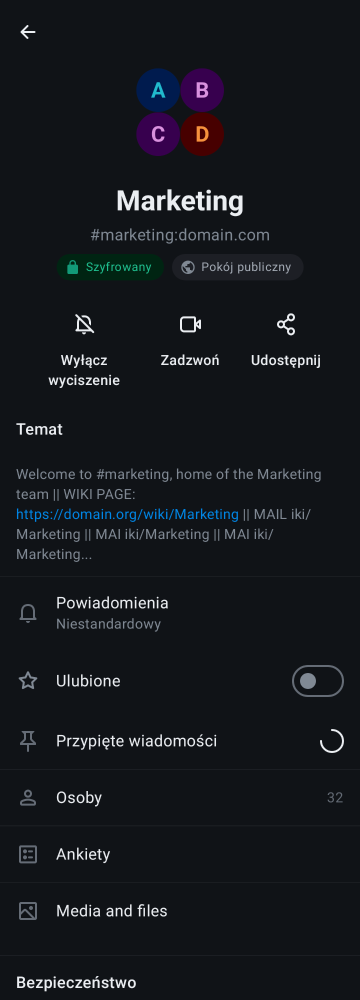 A B
C D
Marketing
#marketing:domain.com
Szyfrowany Pokój publiczny
Wyłącz Zadzwoń Udostępnij
wyciszenie
Temat
Welcome to #marketing, home of the Marketing
team || WIKI PAGE:
https://domain.org/wiki/Marketing || MAIL iki/
Marketing || MAI iki/Marketing || MAI iki/
Marketing...
Powiadomienia
Niestandardowy
Ulubione
Przypięte wiadomości
Osoby 32
Ankiety
Media and files
Bezpieczeństwo